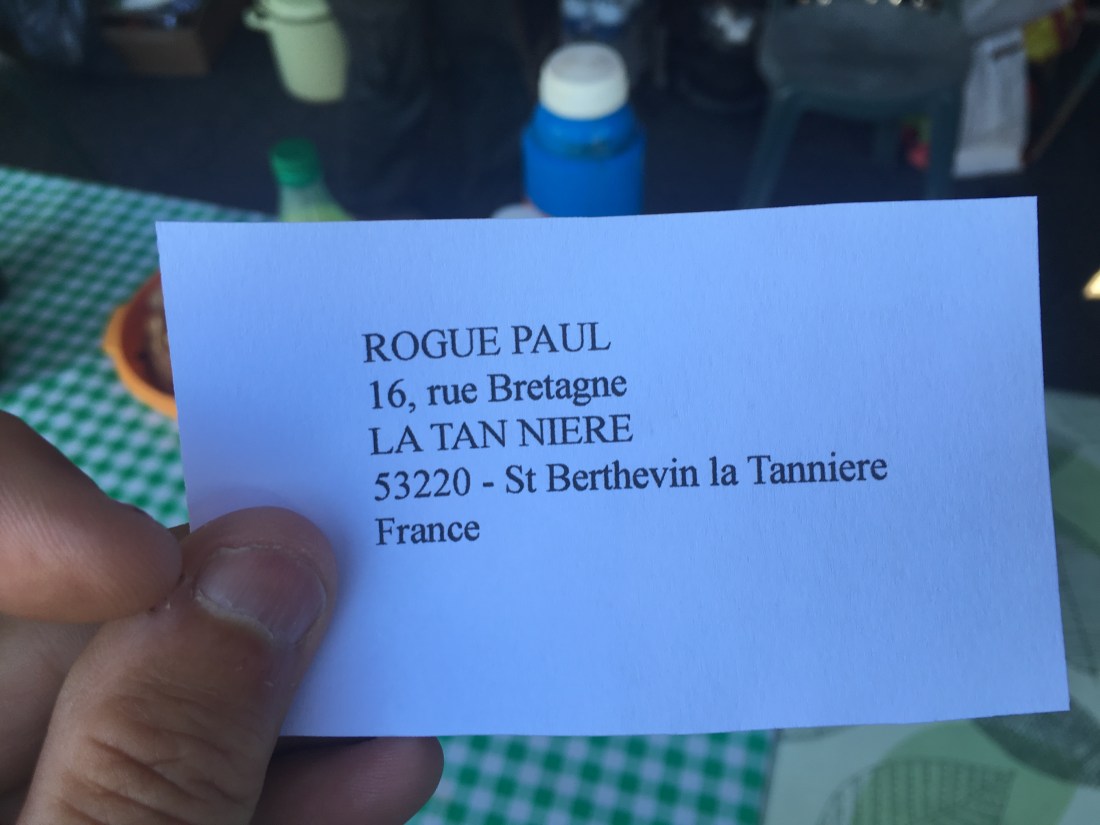 ROGUE PAUL
16, rue Bretagne
LA TAN NIERE
53220 - St Berthevin la Tanniere
France